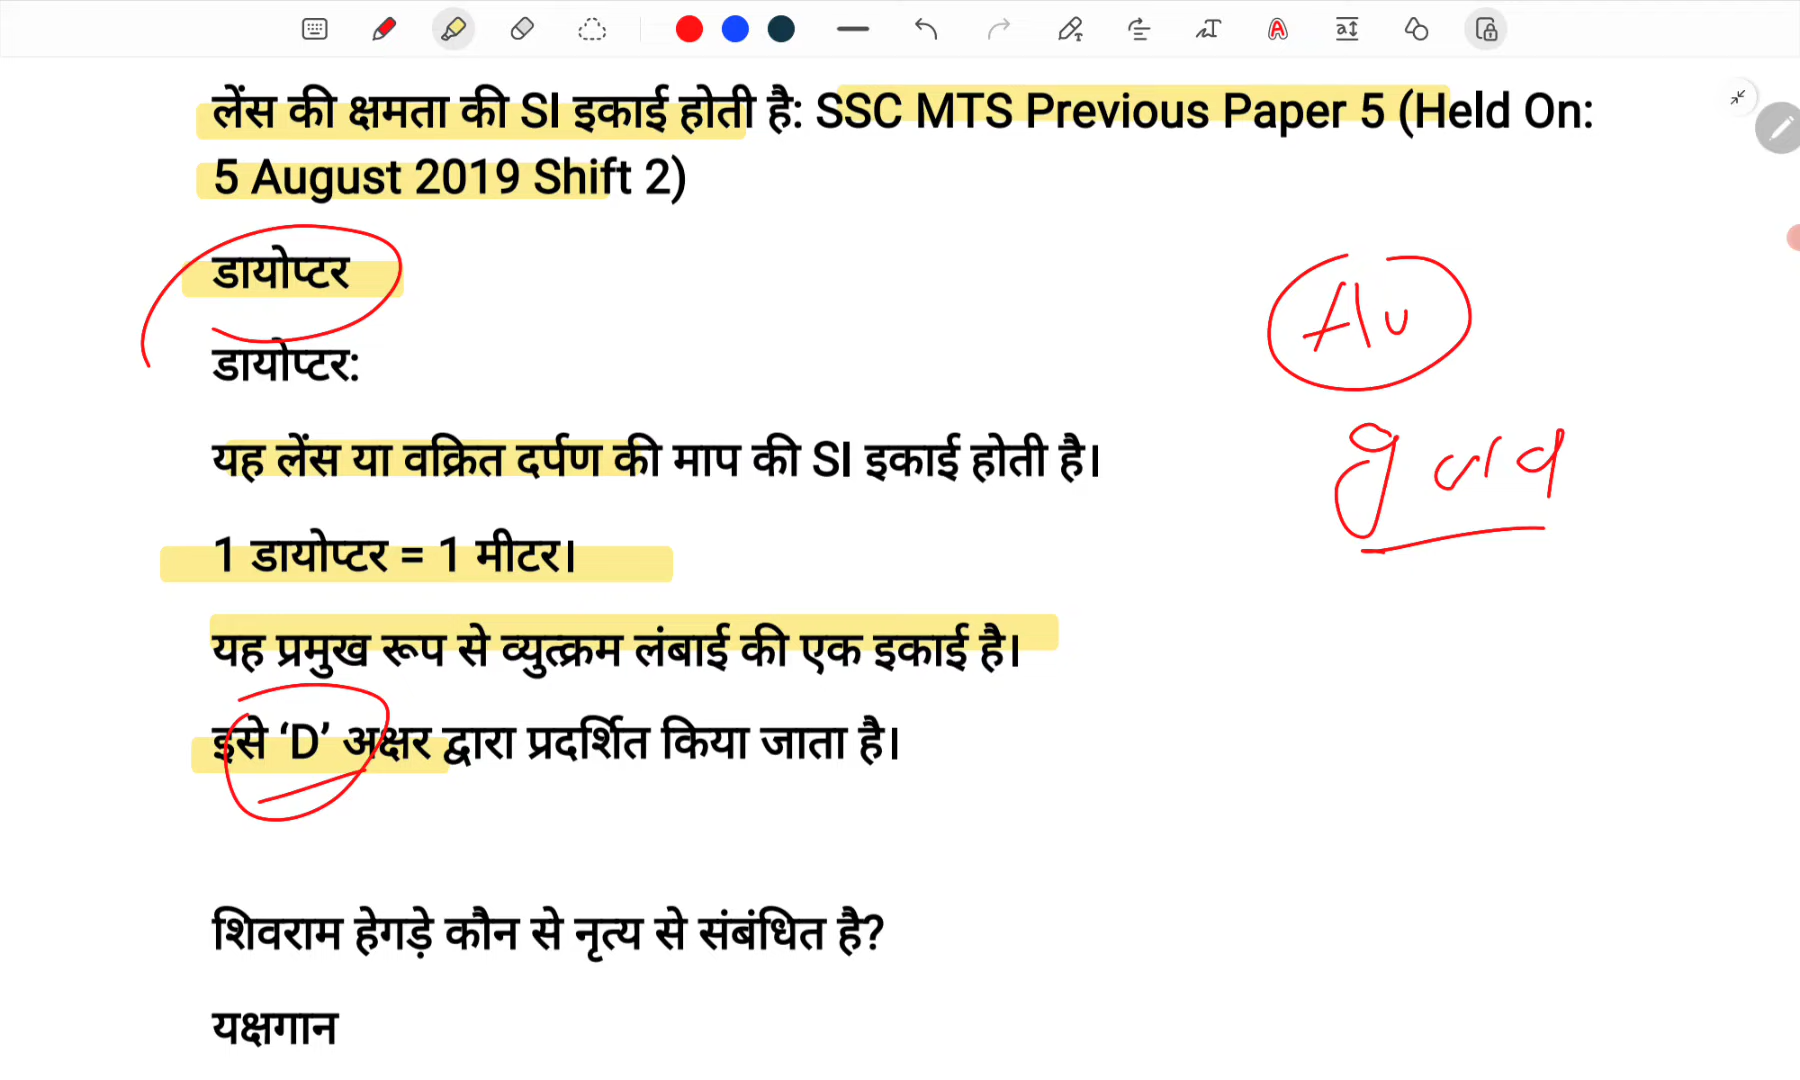 लेंस की क्षमता की SI इकाई होती है: SSC MTS Previous Paper 5 (Held On:
5 August 2019 Shift 2)
डायोप्टर
डायोप्टर:
यह लेंस या वक्रित दर्पण की माप की SI इकाई होती है।
1 डायोप्टर = 1 मीटर।
यह प्रमुख रूप से व्युत्क्रम लंबाई की एक इकाई है।
इसे ‘D’ अक्षर द्वारा प्रदर्शित किया जाता है।
शिवराम हेगड़े कौन से नृत्य से संबंधित है?
यक्षगान